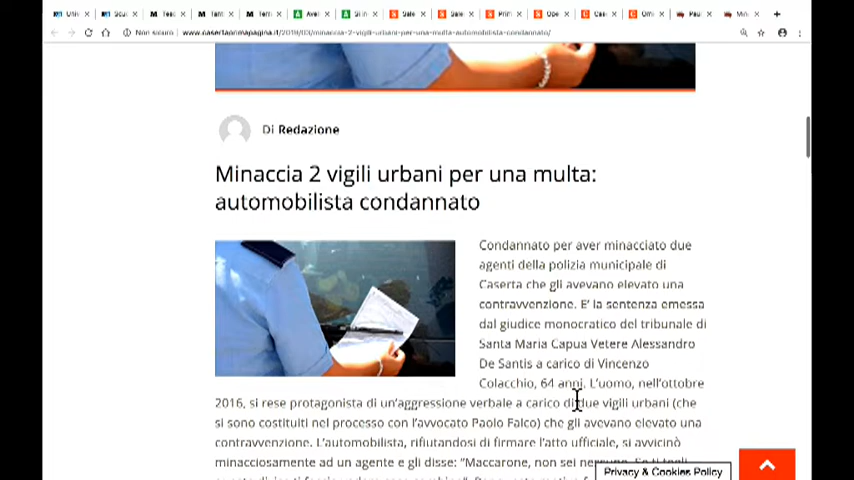 Non sicuro | www.casertaprimapagina.it/2019/03/minaccia-2-vigili-urbani-per-una-multa-automobilista-condannato/
Di Redazione
Minaccia 2 vigili urbani per una multa:
automobilista condannato
Condannato per aver minacciato due
agenti della polizia municipale di
Caserta che gli avevano elevato una
contravvenzione. E' la sentenza emessa
dal giudice monocratico del tribunale di
Santa Maria Capua Vetere Alessandro
De Santis a carico di Vincenzo
Colacchio, 64 anni. L'uomo, nell'ottobre
2016, si rese protagonista di un'aggressione verbale a carico di due vigili urbani (che
si sono costituiti nel processo con l'avvocato Paolo Falco) che gli avevano elevato una
contravvenzione. L'automobilista, rifiutandosi di firmare l'atto ufficiale, si avvicinò
minacciosamente ad un agente e gli disse: "Maccarone, non sei
Privacy & Cookies Policy